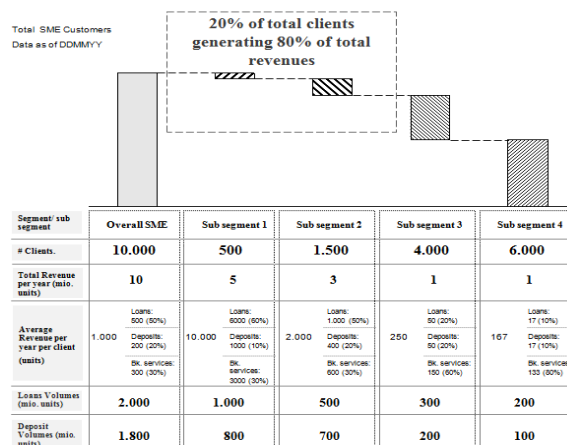 Total SME Customers
Data as of DDMMYY
20% of total clients
generating 80% of total
revenues
Segment/ sub
segment
Overall SME
Sub segment 1
Sub segment 2
Sub segment 3
Sub segment 4
# Clients.
10.000
500
1.500
4.000
6.000
Total Revenue
per year (mio.
units)
10
5
3
1
1
Average
Revenue per
year per client
(units)
1.000
Loans:
500 (50%)
Deposits:
200 (20%)
Bk. services:
300 (30%)
10.000
Loans:
6000 (60%)
Deposits:
1000 (10%)
Bk.
services:
3000 (30%)
2.000
Loans:
1.000 (50%)
Deposits:
400 (20%)
Bk. services:
600 (30%)
250
Loans:
50 (20%)
Deposits:
50 (20%)
Bk. services:
150 (60%)
167
Loans:
17 (10%)
Deposits:
17 (10%)
Bk. services:
133 (80%)
Loans Volumes
(mio. units)
2.000
1.000
500
300
200
Deposit
Volumes (mio.
units)
1.800
800
700
200
100